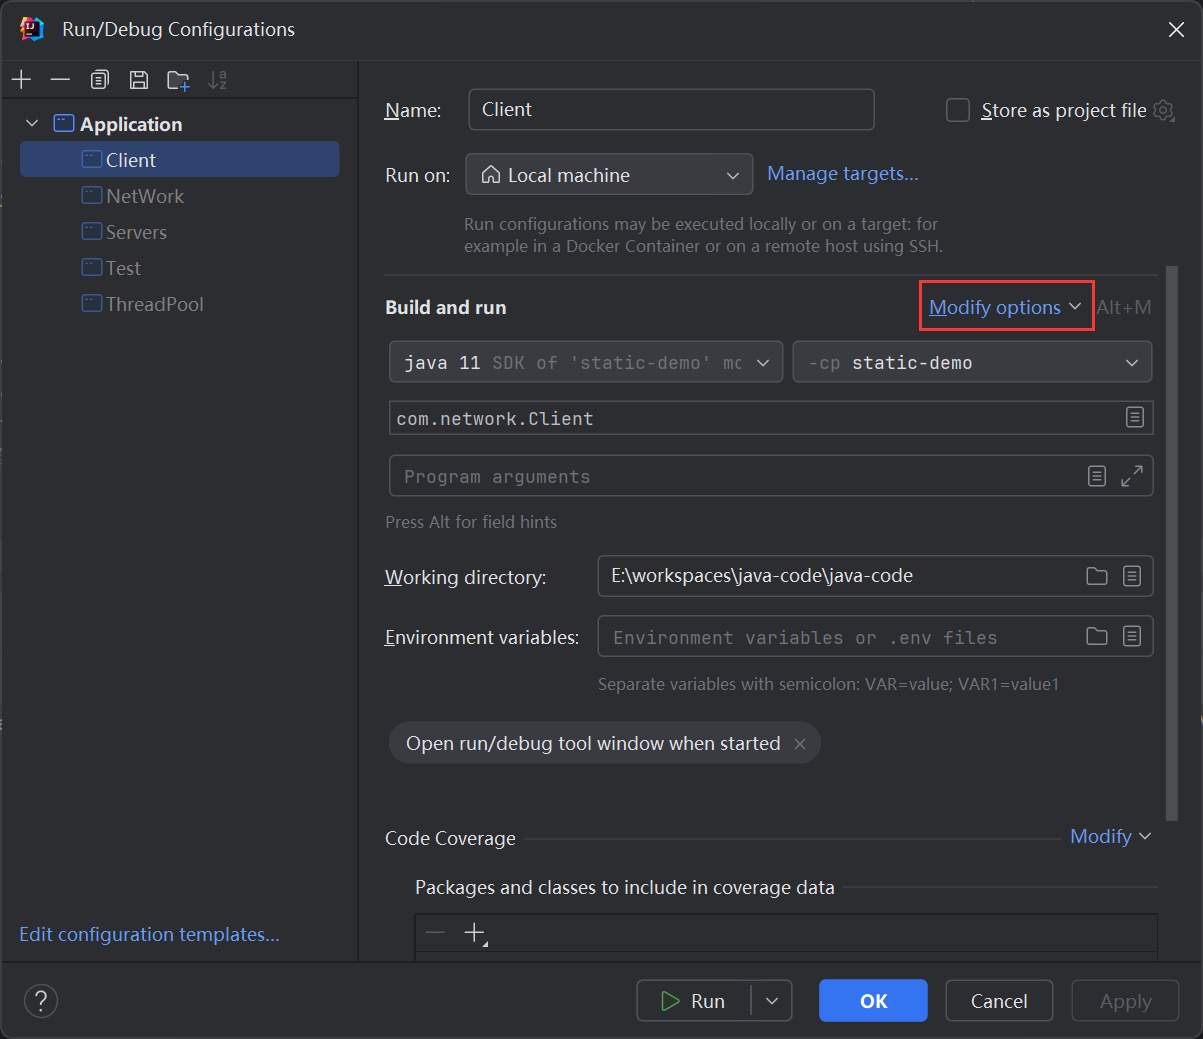 Run/Debug Configurations
Application
Client
NetWork
Servers
Test
ThreadPool
Edit configuration templates...
Name: Client Store as project file
Run on: Local machine Manage targets...
Run configurations may be executed locally or on a target: for
example in a Docker Container or on a remote host using SSH.
Build and run Modify options Alt+M
java 11 SDK of 'static-demo' mo -cp static-demo
com.network.Client
Program arguments
Press Alt for field hints
Working directory: E:\workspaces\java-code\java-code
Environment variables: Environment variables or .env files
Separate variables with semicolon: VAR=value; VAR1=value1
Open run/debug tool window when started
Code Coverage Modify
Packages and classes to include in coverage data
? Run OK Cancel Apply